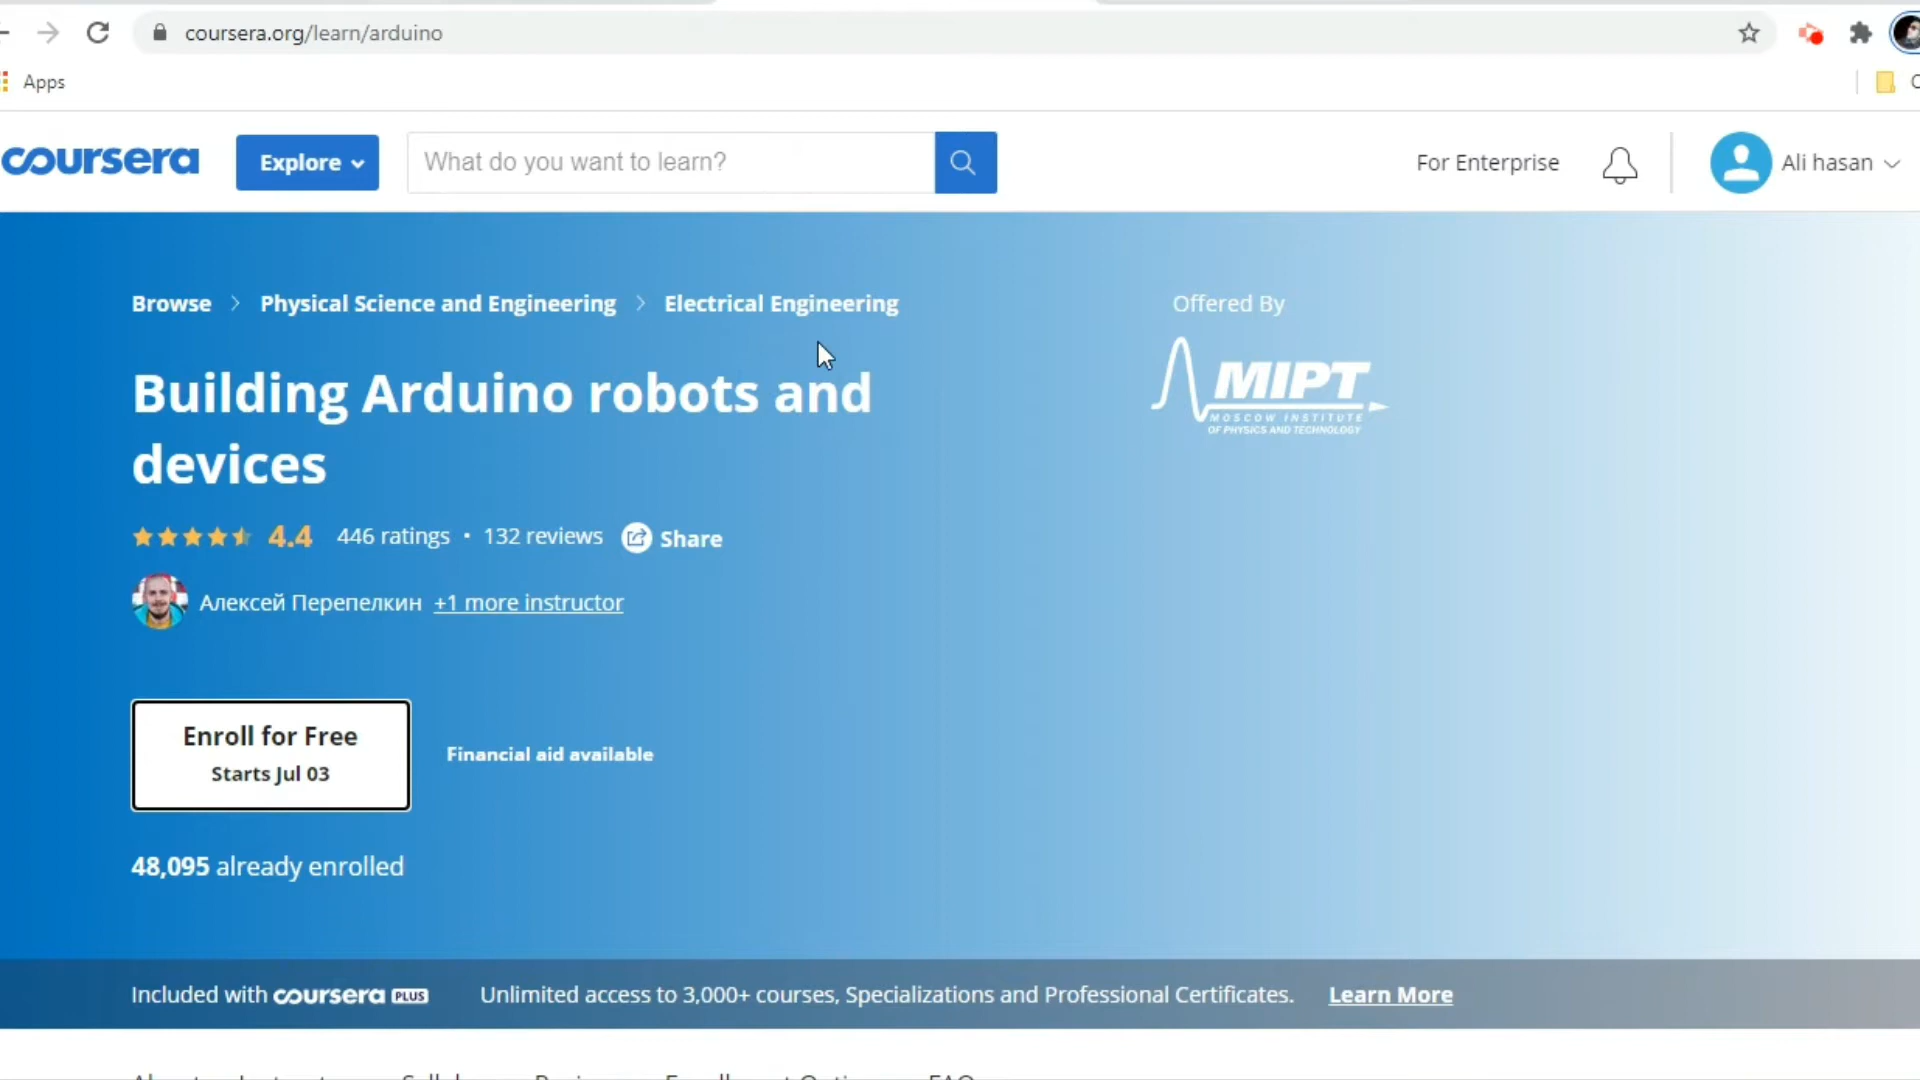 coursera.org/learn/arduino
Apps
coursera
Explore
What do you want to learn?
For Enterprise
Ali hasan
Browse > Physical Science and Engineering > Electrical Engineering
Offered By
MIPT
MOSCOW INSTITUTE
OF PHYSICS AND TECHNOLOGY
Building Arduino robots and
devices
4.4 446 ratings • 132 reviews Share
Алексей Перепелкин +1 more instructor
Enroll for Free
Starts Jul 03
Financial aid available
48,095 already enrolled
Included with coursera PLUS Unlimited access to 3,000+ courses, Specializations and Professional Certificates. Learn More